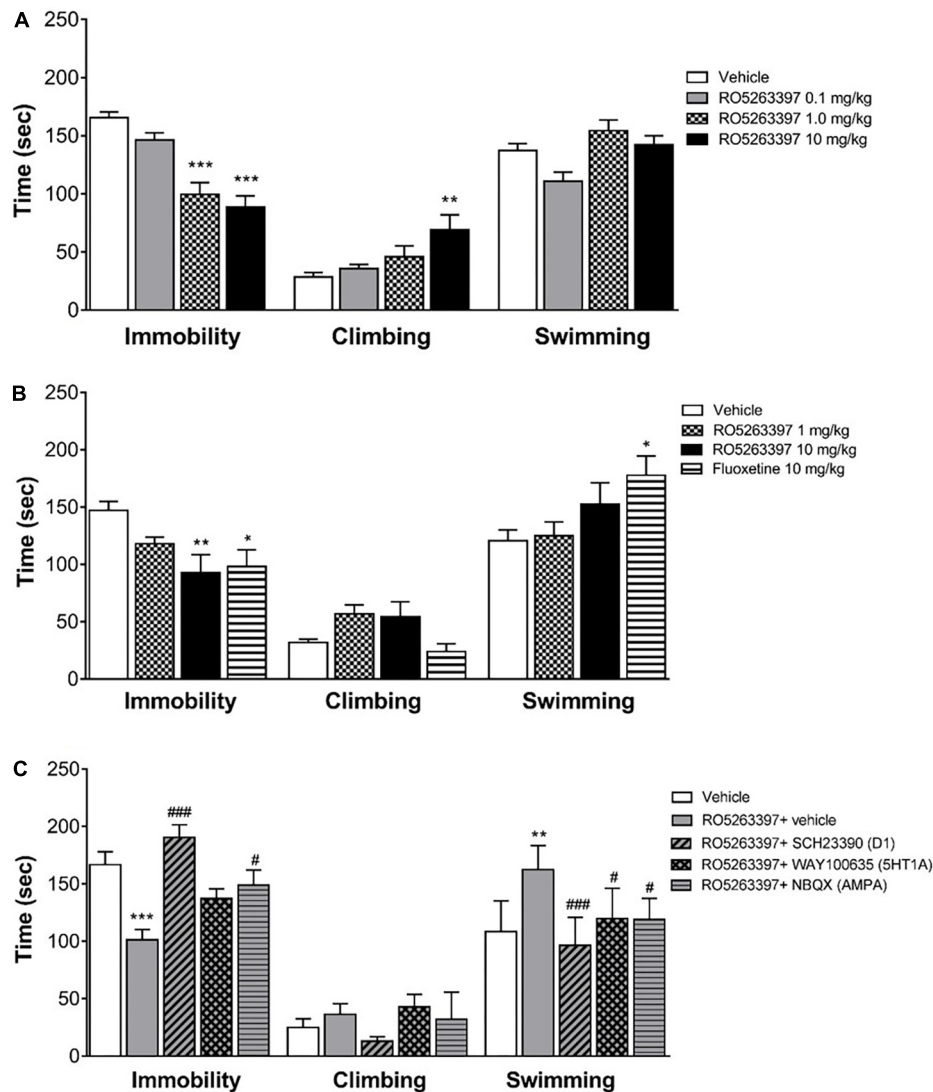 A
250
200
150
100
50
0
Time (sec)
***
***
**
Immobility
Climbing
Swimming
Vehicle
RO5263397 0.1 mg/kg
RO5263397 1.0 mg/kg
RO5263397 10 mg/kg
B
250
200
150
100
50
0
Time (sec)
**
*
*
Immobility
Climbing
Swimming
Vehicle
RO5263397 1 mg/kg
RO5263397 10 mg/kg
Fluoxetine 10 mg/kg
C
250
200
150
100
50
0
Time (sec)
***
###
#
**
###
#
#
Immobility
Climbing
Swimming
Vehicle
RO5263397+ vehicle
RO5263397+ SCH23390 (D1)
RO5263397+ WAY100635 (5HT1A)
RO5263397+ NBQX (AMPA)